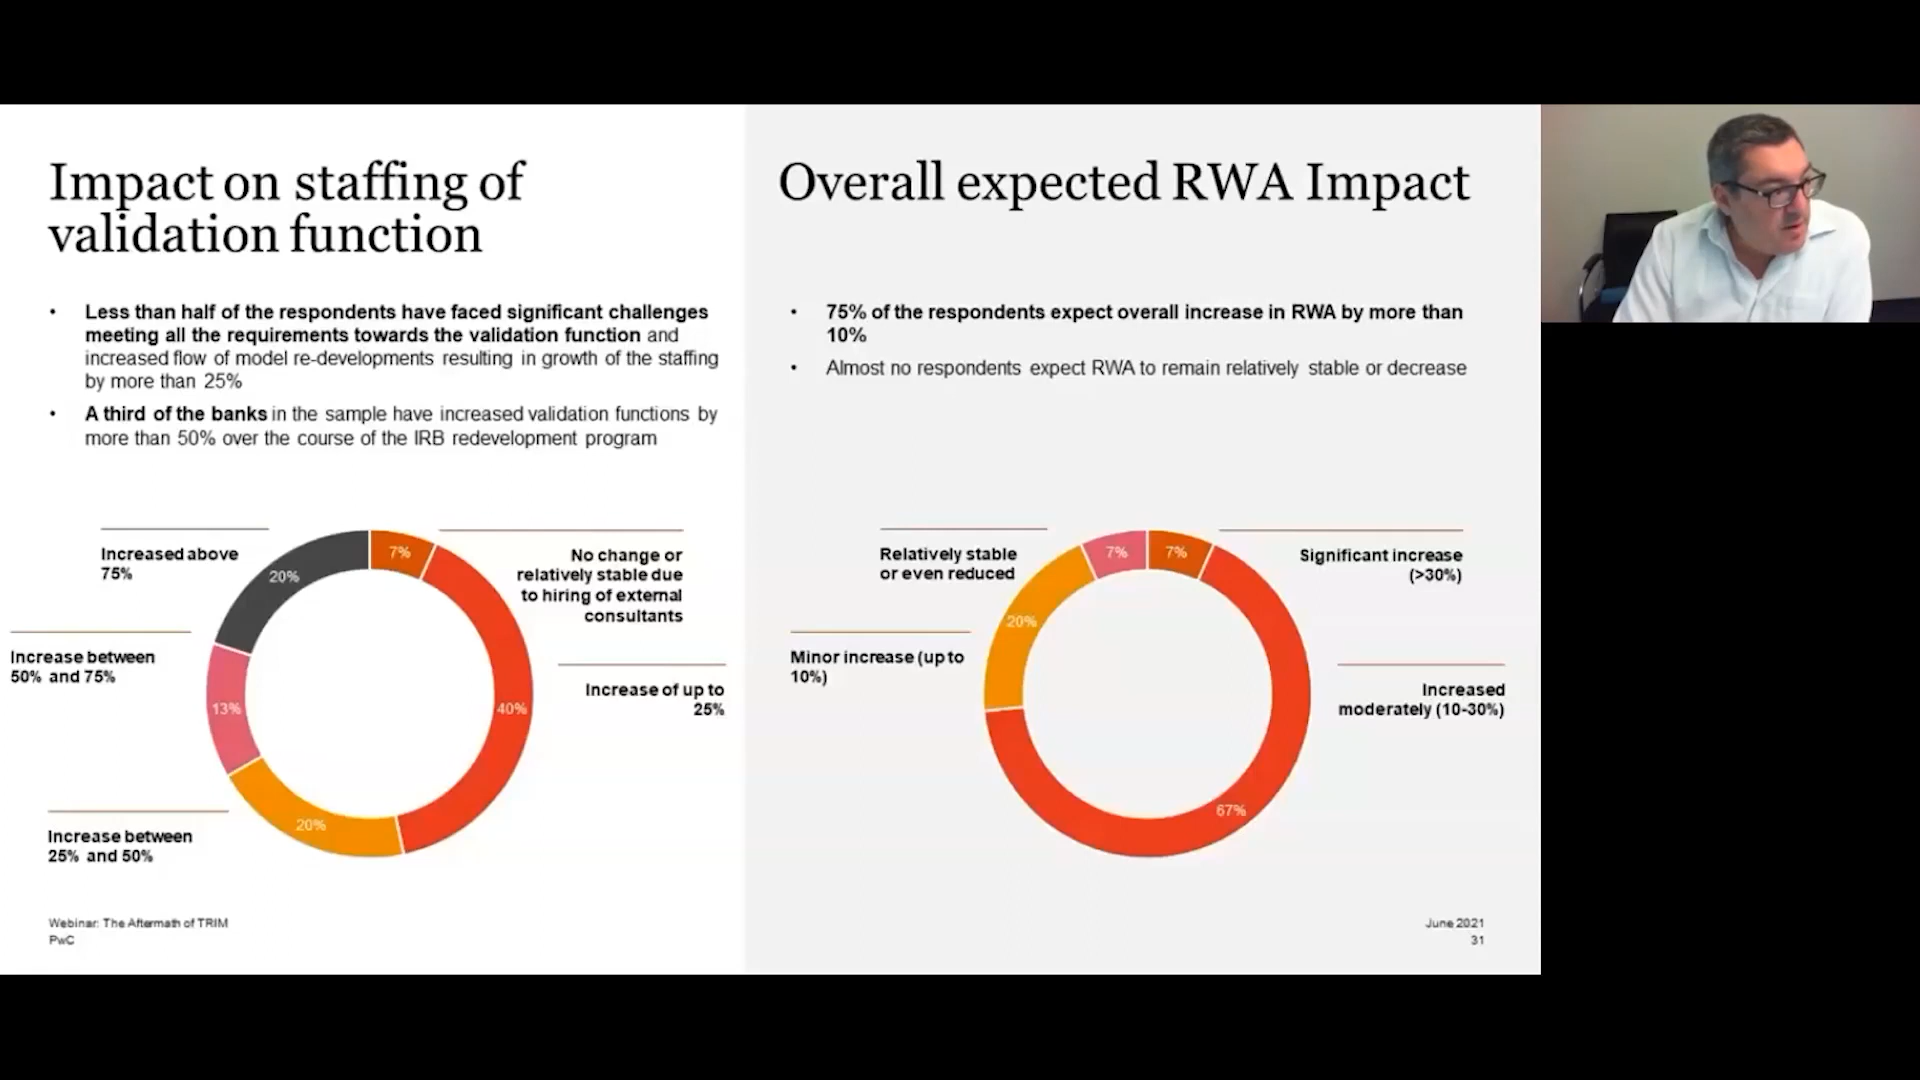 Impact on staffing of
validation function
• Less than half of the respondents have faced significant challenges
meeting all the requirements towards the validation function and
increased flow of model re-developments resulting in growth of the staffing
by more than 25%
• A third of the banks in the sample have increased validation functions by
more than 50% over the course of the IRB redevelopment program
Increased above
75%
Increase between
50% and 75%
Increase between
25% and 50%
7%
20%
13%
20%
40%
No change or
relatively stable due
to hiring of external
consultants
Increase of up to
25%
Webinar: The Aftermath of TRIM
PwC
Overall expected RWA Impact
• 75% of the respondents expect overall increase in RWA by more than
10%
• Almost no respondents expect RWA to remain relatively stable or decrease
Relatively stable
or even reduced
Minor increase (up to
10%)
7%
7%
20%
67%
Significant increase
(>30%)
Increased
moderately (10-30%)
June 2021
31